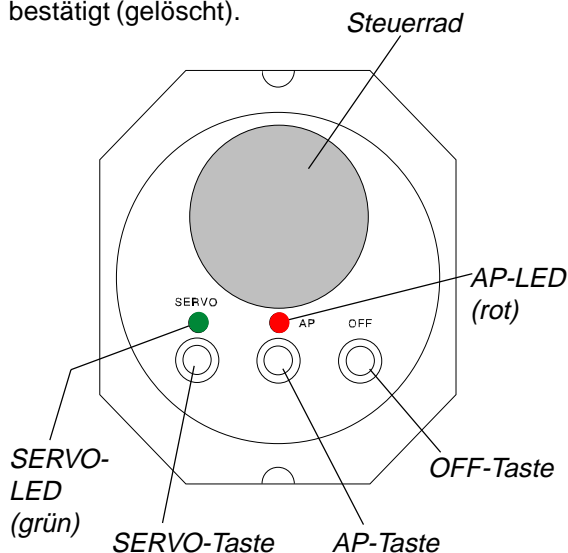 bestätigt (gelöscht).
Steuerrad
AP-LED
(rot)
SERVO
AP
OFF
SERVO-
LED
(grün)
OFF-Taste
SERVO-Taste
AP-Taste